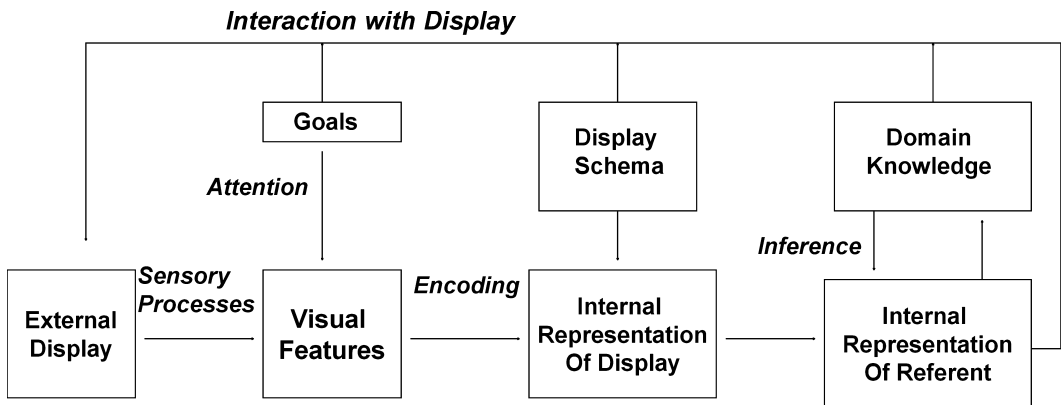 Interaction with Display
Goals
Display
Schema
Domain
Knowledge
Attention
Inference
Sensory
Processes
Encoding
External
Display
Visual
Features
Internal
Representation
Of Display
Internal
Representation
Of Referent